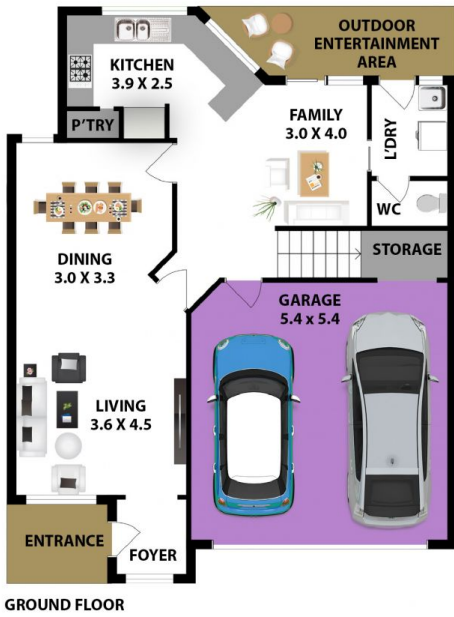 OUTDOOR
ENTERTAINMENT
AREA
KITCHEN
3.9 X 2.5
P'TRY
FAMILY
3.0 X 4.0
L'DRY
WC
DINING
3.0 X 3.3
STORAGE
GARAGE
5.4 x 5.4
LIVING
3.6 X 4.5
ENTRANCE
FOYER
GROUND FLOOR